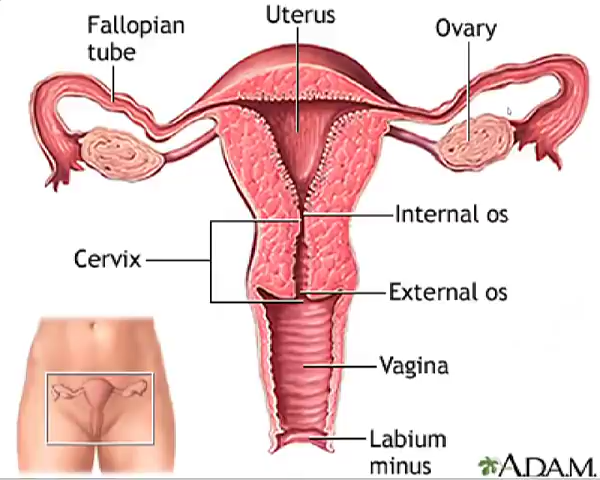 Fallopian
tube
Uterus
Ovary
Internal os
Cervix
External os
Vagina
Labium
minus
A.D.A.M.